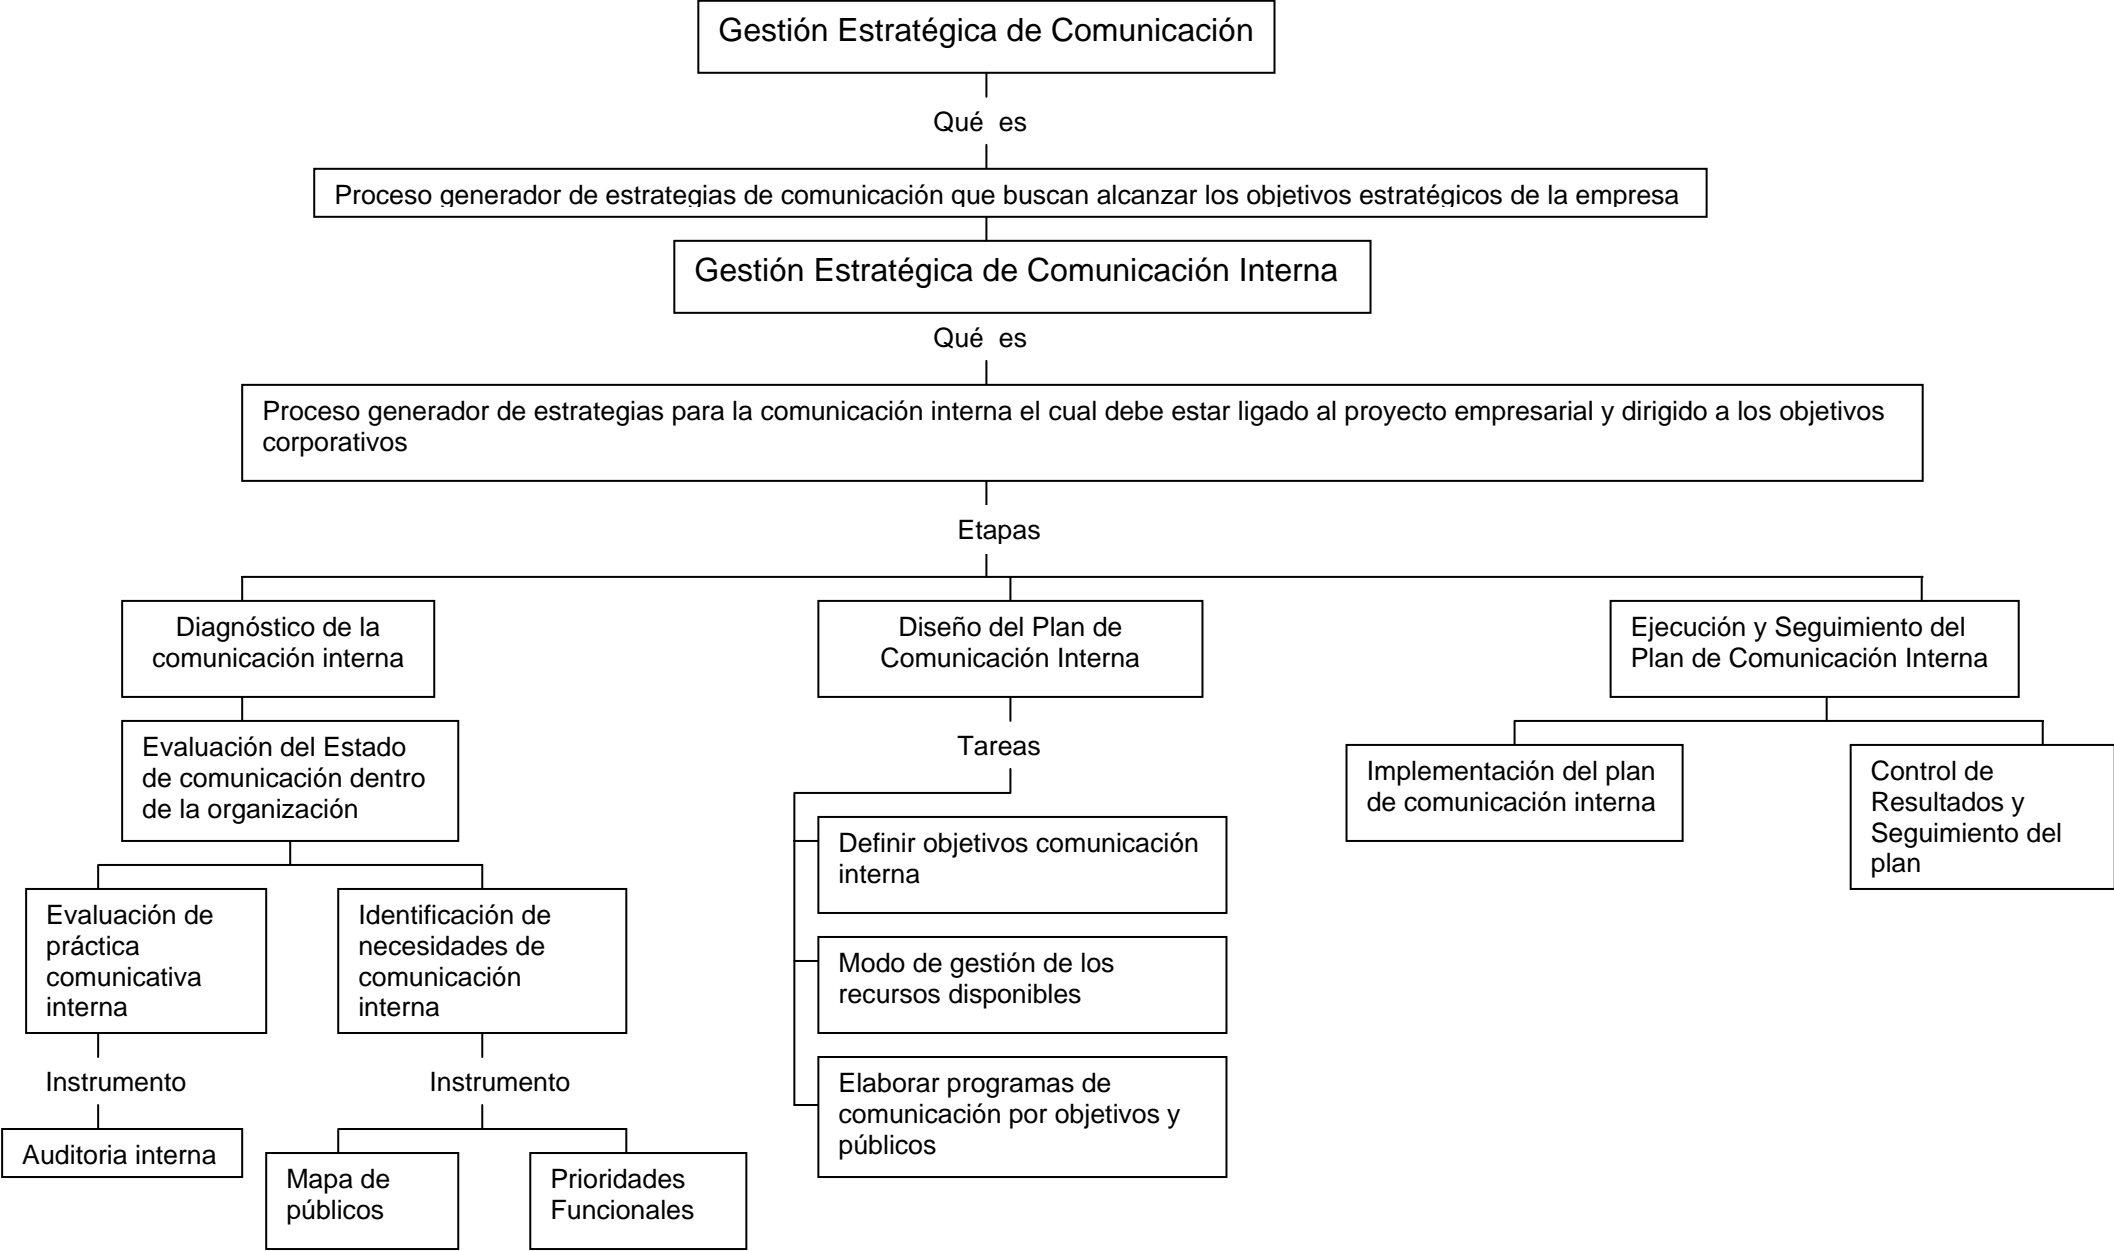 Gestión Estratégica de Comunicación
Qué es
Proceso generador de estrategias de comunicación que buscan alcanzar los objetivos estratégicos de la empresa
Gestión Estratégica de Comunicación Interna
Qué es
Proceso generador de estrategias para la comunicación interna el cual debe estar ligado al proyecto empresarial y dirigido a los objetivos
corporativos
Etapas
Diagnóstico de la
comunicación interna
Evaluación del Estado
de comunicación dentro
de la organización
Evaluación de
práctica
comunicativa
interna
Instrumento
Auditoria interna
Identificación de
necesidades de
comunicación
interna
Instrumento
Mapa de
públicos
Prioridades
Funcionales
Diseño del Plan de
Comunicación Interna
Tareas
Definir objetivos comunicación
interna
Modo de gestión de los
recursos disponibles
Elaborar programas de
comunicación por objetivos y
públicos
Ejecución y Seguimiento del
Plan de Comunicación Interna
Implementación del plan
de comunicación interna
Control de
Resultados y
Seguimiento del
plan